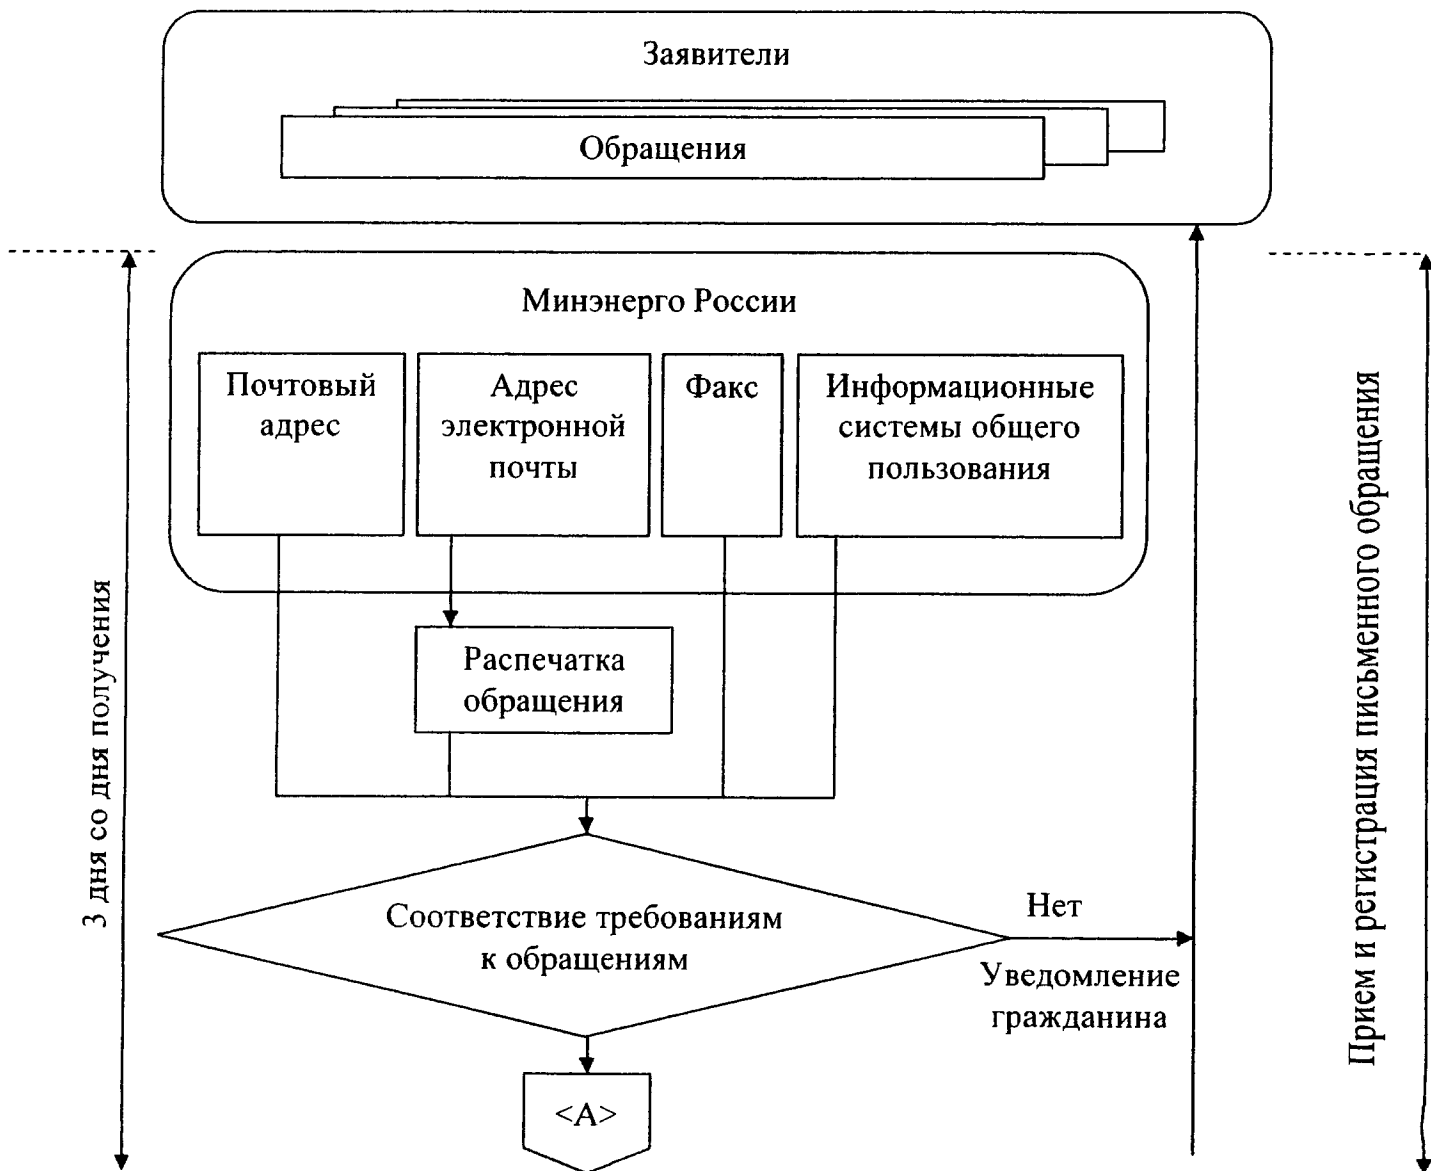 Заявители
Обращения
Минэнерго России
Почтовый
адрес
Адрес
электронной
почты
Факс
Информационные
системы общего
пользования
Распечатка
обращения
3 дня со дня получения
Прием и регистрация письменного обращения
Соответствие требованиям
к обращениям
Нет
Уведомление
гражданина
<А>